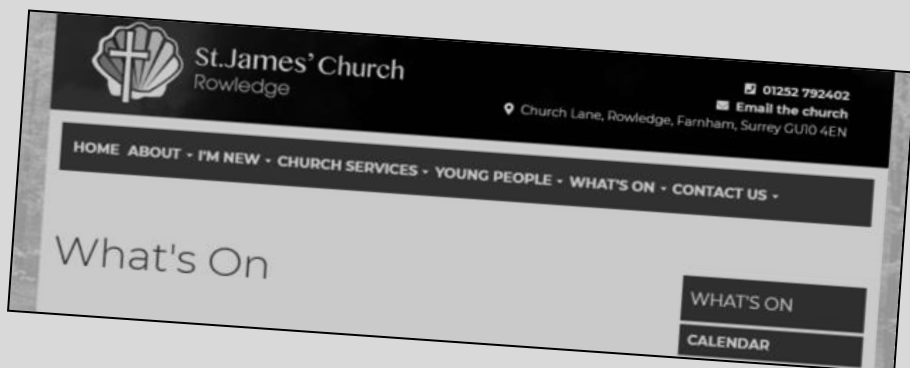 St.James' Church
Rowledge
01252 792402
Email the church
Church Lane, Rowledge, Farnham, Surrey GU10 4EN
HOME ABOUT - I'M NEW - CHURCH SERVICES - YOUNG PEOPLE - WHAT'S ON - CONTACT US -
What's On
WHAT'S ON
CALENDAR